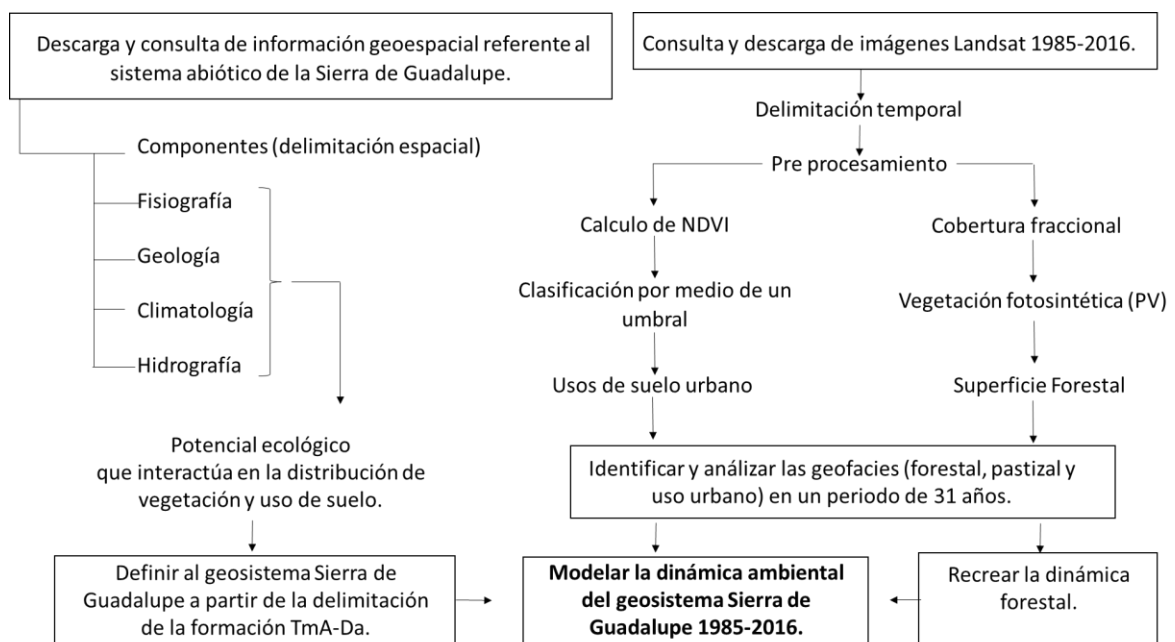 Descarga y consulta de información geoespacial referente al
sistema abiótico de la Sierra de Guadalupe.
Componentes (delimitación espacial)
Fisiografía
Geología
Climatología
Hidrografía
Potencial ecológico
que interactúa en la distribución de
vegetación y uso de suelo.
Definir al geosistema Sierra de
Guadalupe a partir de la delimitación
de la formación TmA-Da.
Consulta y descarga de imágenes Landsat 1985-2016.
Delimitación temporal
Pre procesamiento
Calculo de NDVI
Clasificación por medio de un
umbral
Usos de suelo urbano
Cobertura fraccional
Vegetación fotosintética (PV)
Superficie Forestal
Identificar y análizar las geofacies (forestal, pastizal y
uso urbano) en un periodo de 31 años.
Modelar la dinámica ambiental
del geosistema Sierra de
Guadalupe 1985-2016.
Recrear la dinámica
forestal.